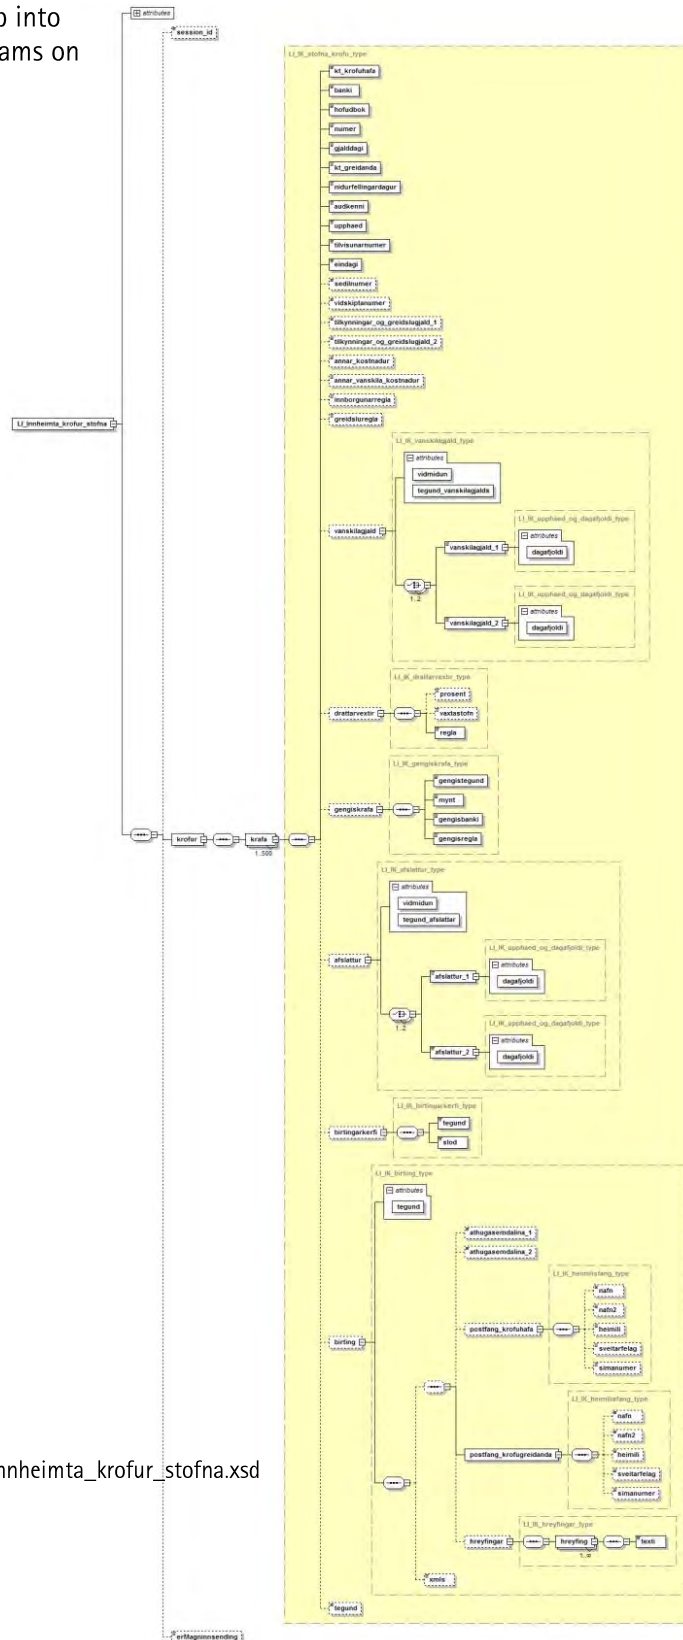 o into
ams on
attributes
session_id
LI_IK_stofna_krofu_type
kt_krofuhafa
banki
hofudbok
numer
gjalddagi
kt_greidanda
nidurfellingardagur
audkenni
upphaed
tilvisunarnumer
eindagi
sedilnumer
vidskiptanumer
tilkynningar_og_greidslugjald_1
tilkynningar_og_greidslugjald_2
annar_kostnadur
annar_vanskila_kostnadur
innborgunarregla
greidsluregla
LI_Innheimta_krofur_stofna
LI_IK_vanskilagjald_type
attributes
vidmidun
tegund_vanskilagjalds
LI_IK_upphaed_og_dagafjoldi_type
attributes
dagafjoldi
vanskilagjald
vanskilagjald_1
1..2
LI_IK_upphaed_og_dagafjoldi_type
attributes
dagafjoldi
vanskilagjald_2
LI_IK_drattarvextir_type
drattarvextir
prosent
vaxtastofn
regla
LI_IK_gengiskrafa_type
gengiskrafa
gengistegund
mynt
gengisbanki
gengisregla
krofur
krafa
1..500
LI_IK_afslattur_type
attributes
vidmidun
tegund_afslattar
LI_IK_upphaed_og_dagafjoldi_type
attributes
dagafjoldi
afslattur
afslattur_1
1..2
LI_IK_upphaed_og_dagafjoldi_type
attributes
dagafjoldi
afslattur_2
LI_IK_birtingarkerfi_type
birtingarkerfi
tegund
slod
LI_IK_birting_type
attributes
tegund
athugasemdalina_1
athugasemdalina_2
LI_IK_heimilisfang_type
postfang_krofuhafa
nafn
nafn2
heimili
sveitarfelag
simanumer
birting
LI_IK_heimilisfang_type
postfang_krofugreidanda
nafn
nafn2
heimili
sveitarfelag
simanumer
nnheimta_krofur_stofna.xsd
LI_IK_hreyfingar_type
hreyfingar
hreyfing
1..∞
texti
xmls
tegund
erMagninnsending